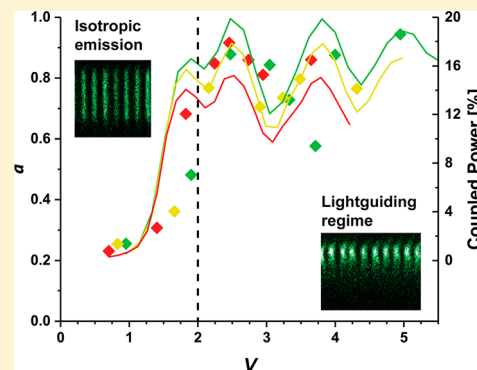 Isotropic
emission
Lightguiding
regime
a
1.0
0.8
0.6
0.4
0.2
0.0
0 1 2 3 4 5
V
20
16
12
8
4
0
Coupled Power [%]